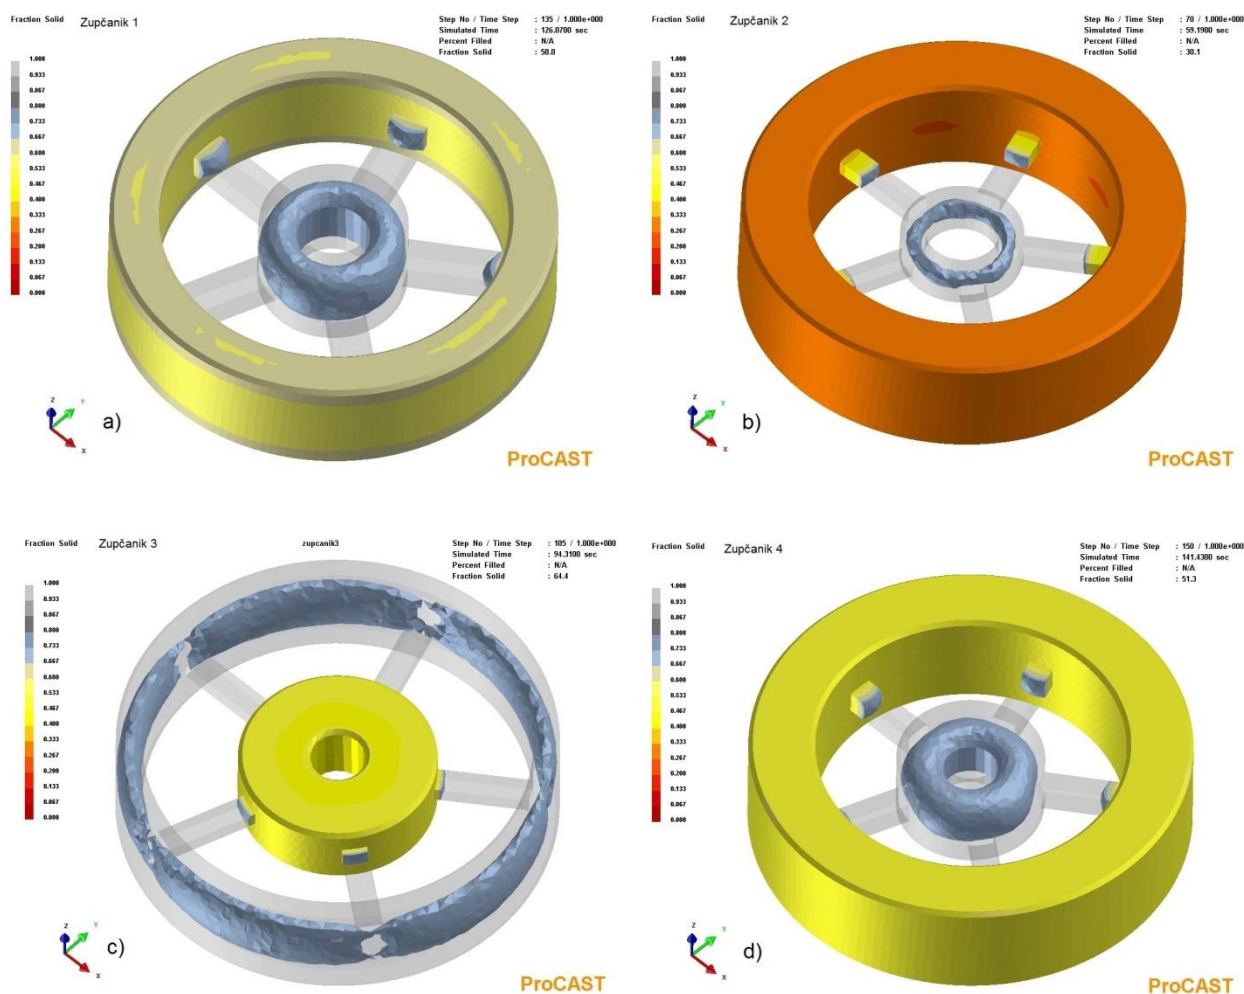 Fraction Solid
Zupčanik 1
Step No / Time Step : 135 / 1.000e+000
Simulated Time : 126.0700 sec
Percent Filled : N/A
Fraction Solid : 50.0
1.000
0.933
0.867
0.800
0.733
0.667
0.600
0.533
0.467
0.400
0.333
0.267
0.200
0.133
0.067
0.000
Z
Y
X
a)
ProCAST
Fraction Solid
Zupčanik 2
Step No / Time Step : 70 / 1.000e+000
Simulated Time : 59.1900 sec
Percent Filled : N/A
Fraction Solid : 30.1
1.000
0.933
0.867
0.800
0.733
0.667
0.600
0.533
0.467
0.400
0.333
0.267
0.200
0.133
0.067
0.000
Z
Y
X
b)
ProCAST
Fraction Solid
Zupčanik 3
zupcanik3
Step No / Time Step : 105 / 1.000e+000
Simulated Time : 94.3100 sec
Percent Filled : N/A
Fraction Solid : 64.4
1.000
0.933
0.867
0.800
0.733
0.667
0.600
0.533
0.467
0.400
0.333
0.267
0.200
0.133
0.067
0.000
Z
Y
X
c)
ProCAST
Fraction Solid
Zupčanik 4
Step No / Time Step : 150 / 1.000e+000
Simulated Time : 141.4300 sec
Percent Filled : N/A
Fraction Solid : 51.3
1.000
0.933
0.867
0.800
0.733
0.667
0.600
0.533
0.467
0.400
0.333
0.267
0.200
0.133
0.067
0.000
Z
Y
X
d)
ProCAST